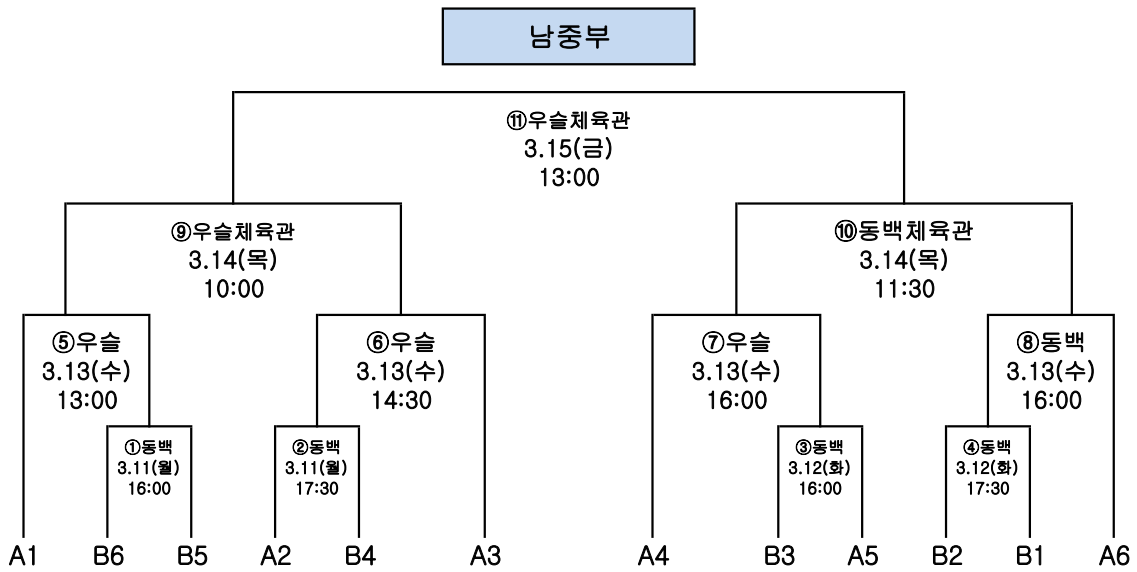 남중부
⑪우슬체육관
3.15(금)
13:00
⑨우슬체육관
3.14(목)
10:00
⑩동백체육관
3.14(목)
11:30
⑤우슬
3.13(수)
13:00
⑥우슬
3.13(수)
14:30
⑦우슬
3.13(수)
16:00
⑧동백
3.13(수)
16:00
①동백
3.11(월)
16:00
②동백
3.11(월)
17:30
③동백
3.12(화)
16:00
④동백
3.12(화)
17:30
A1 B6 B5 A2 B4 A3 A4 B3 A5 B2 B1 A6